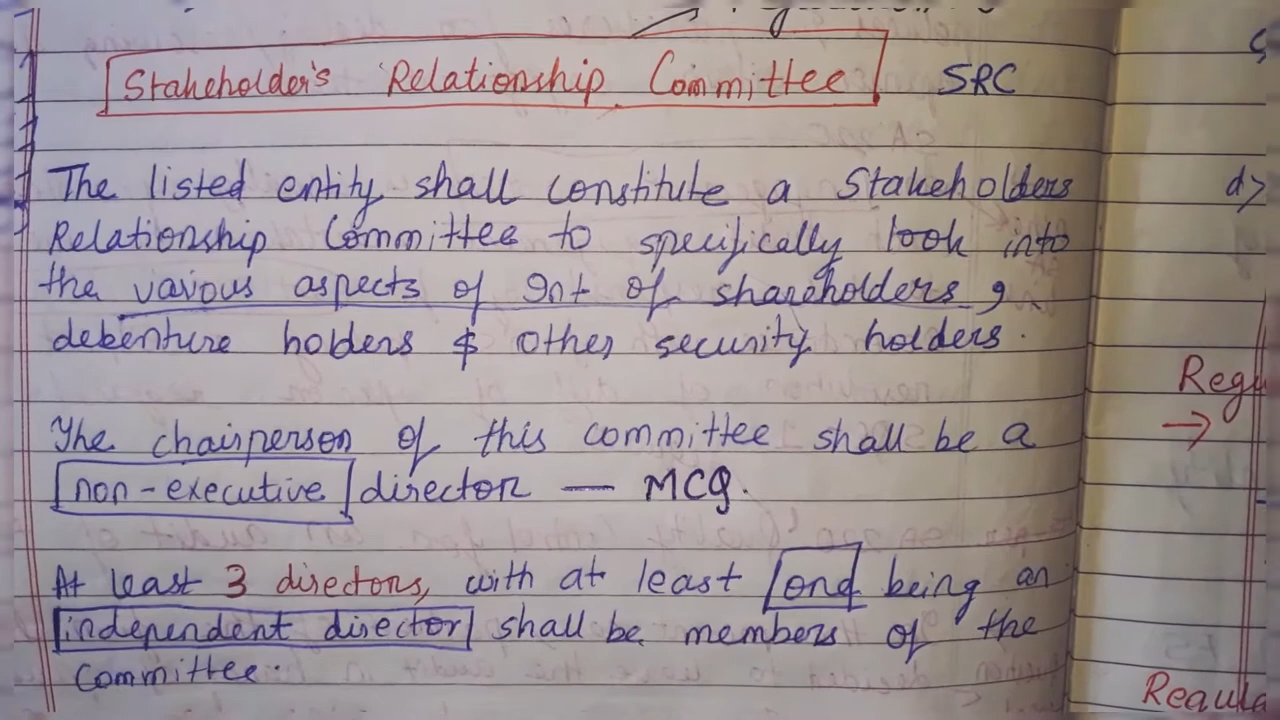 Stakeholder's Relationship Committee SRC
The listed entity shall constitute a Stakeholders
Relationship Committee to specifically look into
the various aspects of Int of shareholders,
debenture holders & other security holders.
The chairperson of this committee shall be a
non-executive director — MCQ.
At least 3 directors, with at least one being an
independent director shall be members of the
Committee.
d>
Regu
→
Regula